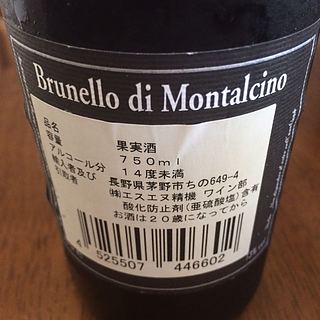 Brunello di Montalcino
品名 果実酒
容量 750ml
アルコール分 14度未満
輸入者及び 長野県茅野市ちの649-4
引取者 ㈱エスエヌ精機 ワイン部
酸化防止剤(亜硫酸塩)含有
お酒は20歳になってから
4 525507 446602